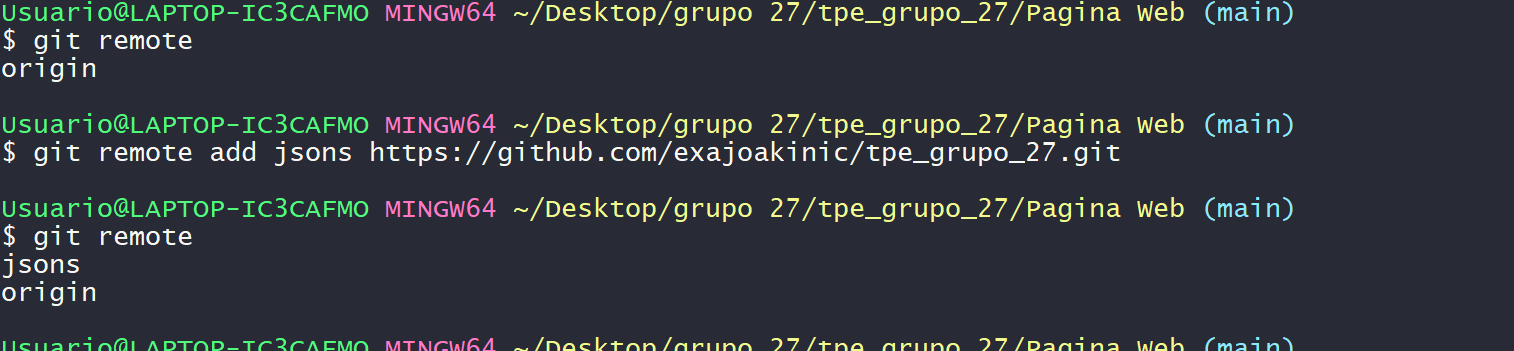 Usuario@LAPTOP-IC3CAFMO MINGW64 ~/Desktop/grupo 27/tpe_grupo_27/Pagina Web (main)
$ git remote
origin
Usuario@LAPTOP-IC3CAFMO MINGW64 ~/Desktop/grupo 27/tpe_grupo_27/Pagina Web (main)
$ git remote add jsons https://github.com/exajoakinic/tpe_grupo_27.git
Usuario@LAPTOP-IC3CAFMO MINGW64 ~/Desktop/grupo 27/tpe_grupo_27/Pagina Web (main)
$ git remote
jsons
origin
Usuario@LAPTOP-IC3CAFMO MINGW64 ~/Desktop/grupo 27/tpe_grupo_27/Pagina Web (main)